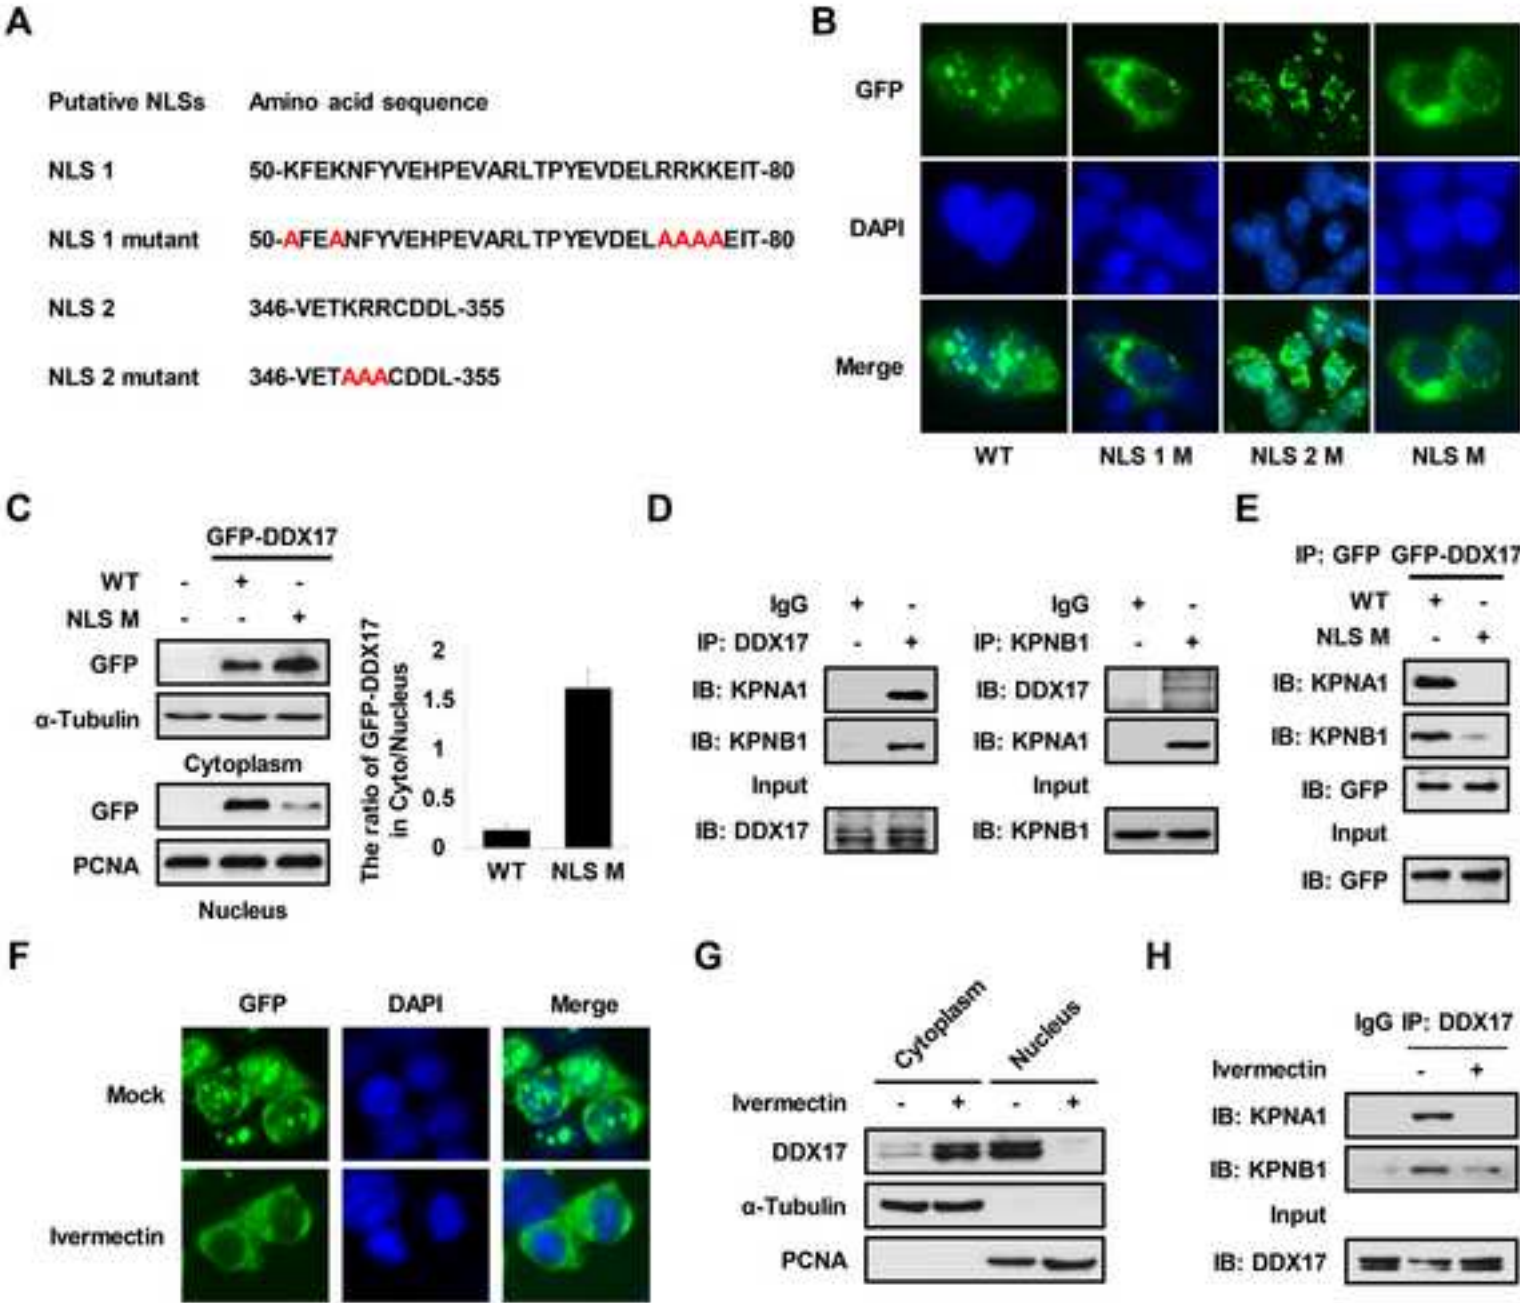 A
Putative NLSs Amino acid sequence
NLS 1 50-KFEKNFYVEHPEVARLTPYEVDELRRKKEIT-80
NLS 1 mutant 50-AFEANFYVEHPEVARLTPYEVDELAAAAEIT-80
NLS 2 346-VETKRRCDDL-355
NLS 2 mutant 346-VETAAACDDL-355
B
GFP
DAPI
Merge
WT NLS 1 M NLS 2 M NLS M
C
GFP-DDX17
WT - + -
NLS M - - +
GFP
α-Tubulin
Cytoplasm
GFP
PCNA
Nucleus
The ratio of GFP-DDX17
in Cyto/Nucleus
2
1.5
1
0.5
0
WT NLS M
D
IgG + -
IP: DDX17 - +
IB: KPNA1
IB: KPNB1
Input
IB: DDX17
IgG + -
IP: KPNB1 - +
IB: DDX17
IB: KPNA1
Input
IB: KPNB1
E
IP: GFP GFP-DDX17
WT + -
NLS M - +
IB: KPNA1
IB: KPNB1
IB: GFP
Input
IB: GFP
F
GFP DAPI Merge
Mock
Ivermectin
G
Cytoplasm Nucleus
Ivermectin - + - +
DDX17
α-Tubulin
PCNA
H
IgG IP: DDX17
Ivermectin - +
IB: KPNA1
IB: KPNB1
Input
IB: DDX17